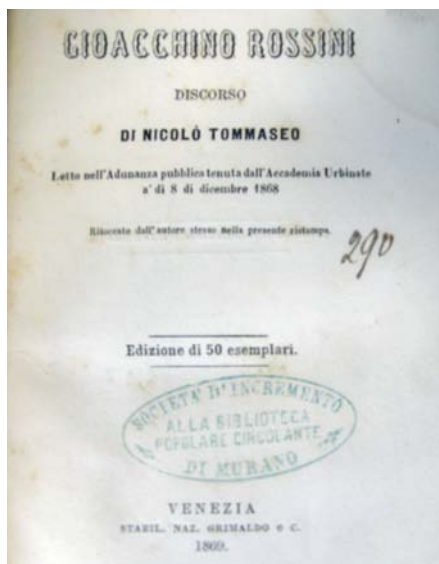 GIOACCHINO ROSSINI
DISCORSO
DI NICOLÒ TOMMASEO
Letto nell'Adunanza pubblica tenuta dall'Accademia Urbinate
a' dì 8 di dicembre 1868
Ritoccato dall'autore stesso nella presente ristampa.
290
Edizione di 50 esemplari.
SOCIETA' D'INCREMENTO
ALLA BIBLIOTECA
POPOLARE CIRCOLANTE
DI MURANO
VENEZIA
STABIL. NAZ. GRIMALDO E C.
1869.